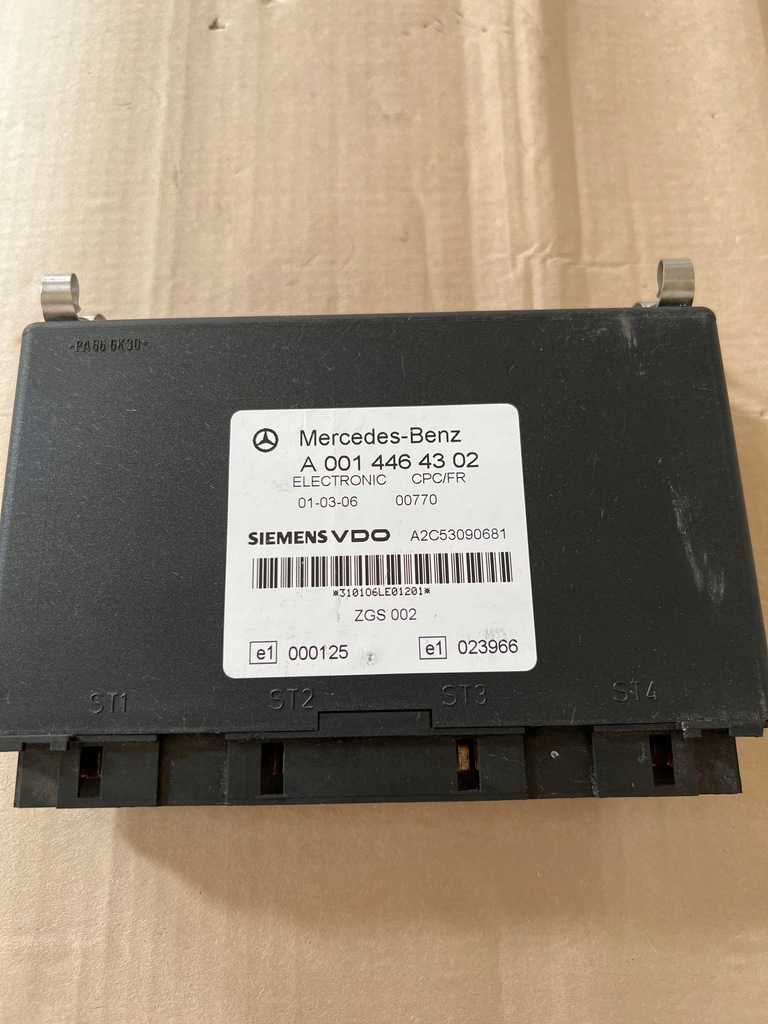 >PA66 GK30<
Mercedes-Benz
A 001 446 43 02
ELECTRONIC CPC/FR
01-03-06 00770
SIEMENS VDO A2C53090681
*310106LE01201*
ZGS 002
e1 000125 e1 023966
ST1 ST2 ST3 ST4